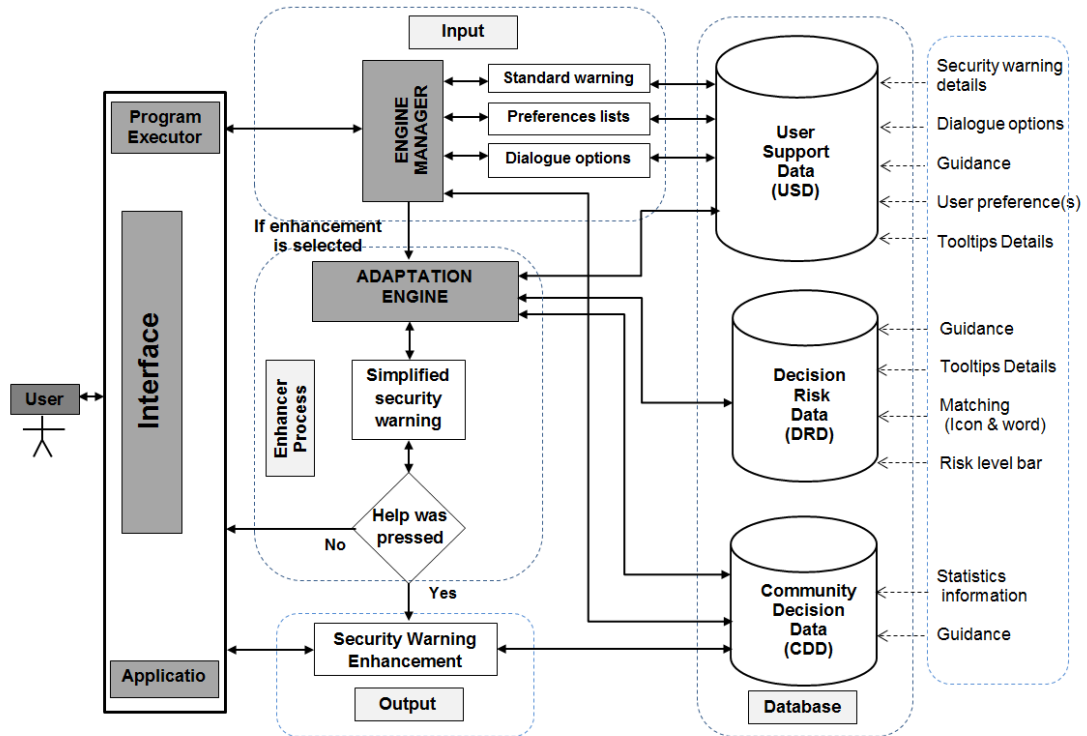 Input
Program
Executor
ENGINE
MANAGER
Standard warning
Preferences lists
Dialogue options
User
Support
Data
(USD)
Security warning
details
Dialogue options
Guidance
User preference(s)
Tooltips Details
If enhancement
is selected
ADAPTATION
ENGINE
Interface
User
Enhancer
Process
Simplified
security
warning
Help was
pressed
No
Yes
Decision
Risk
Data
(DRD)
Guidance
Tooltips Details
Matching
(Icon & word)
Risk level bar
Community
Decision
Data
(CDD)
Statistics
information
Guidance
Applicatio
Security Warning
Enhancement
Output
Database